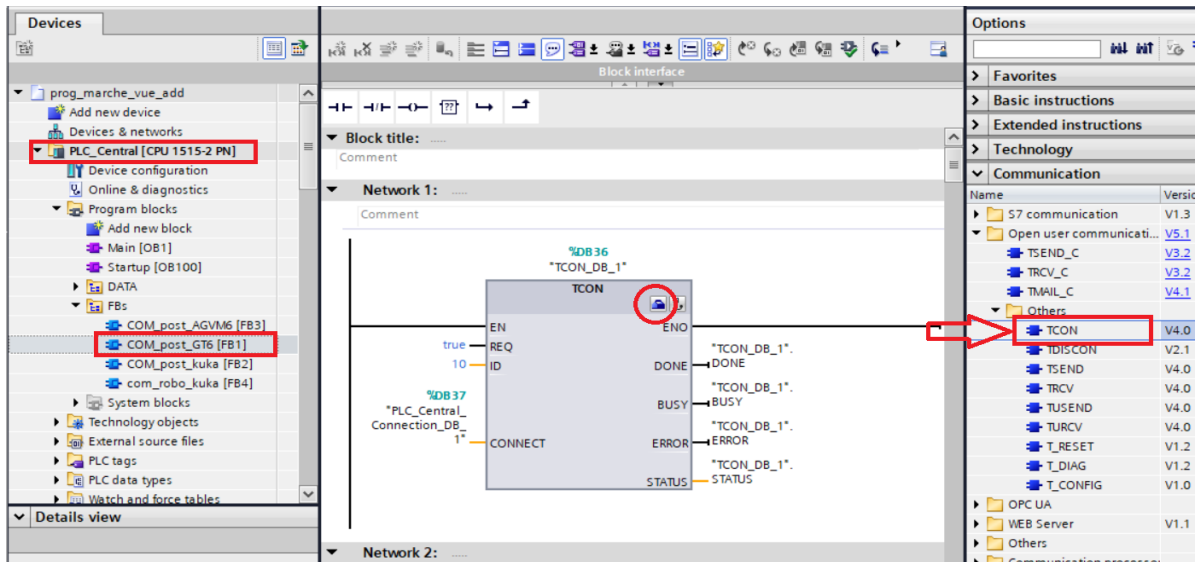 Devices
prog_marche_vue_add
Add new device
Devices & networks
PLC_Central [CPU 1515-2 PN]
Device configuration
Online & diagnostics
Program blocks
Add new block
Main [OB1]
Startup [OB100]
DATA
FBs
COM_post_AGVM6 [FB3]
COM_post_GT6 [FB1]
COM_post_kuka [FB2]
com_robo_kuka [FB4]
System blocks
Technology objects
External source files
PLC tags
PLC data types
Watch and force tables
Details view
Block interface
??
Block title: .....
Comment
Network 1: .....
Comment
%DB36
"TCON_DB_1"
TCON
EN ENO
true REQ
10 ID
"TCON_DB_1".
DONE DONE
"TCON_DB_1".
BUSY BUSY
%DB37
"PLC_Central_
Connection_DB_
1" CONNECT
"TCON_DB_1".
ERROR ERROR
"TCON_DB_1".
STATUS STATUS
Network 2: .....
Options
Favorites
Basic instructions
Extended instructions
Technology
Communication
Name Versio
S7 communication V1.3
Open user communicati... V5.1
TSEND_C V3.2
TRCV_C V3.2
TMAIL_C V4.1
Others
TCON V4.0
TDISCON V2.1
TSEND V4.0
TRCV V4.0
TUSEND V4.0
TURCV V4.0
T_RESET V1.2
T_DIAG V1.2
T_CONFIG V1.0
OPC UA
WEB Server V1.1
Others